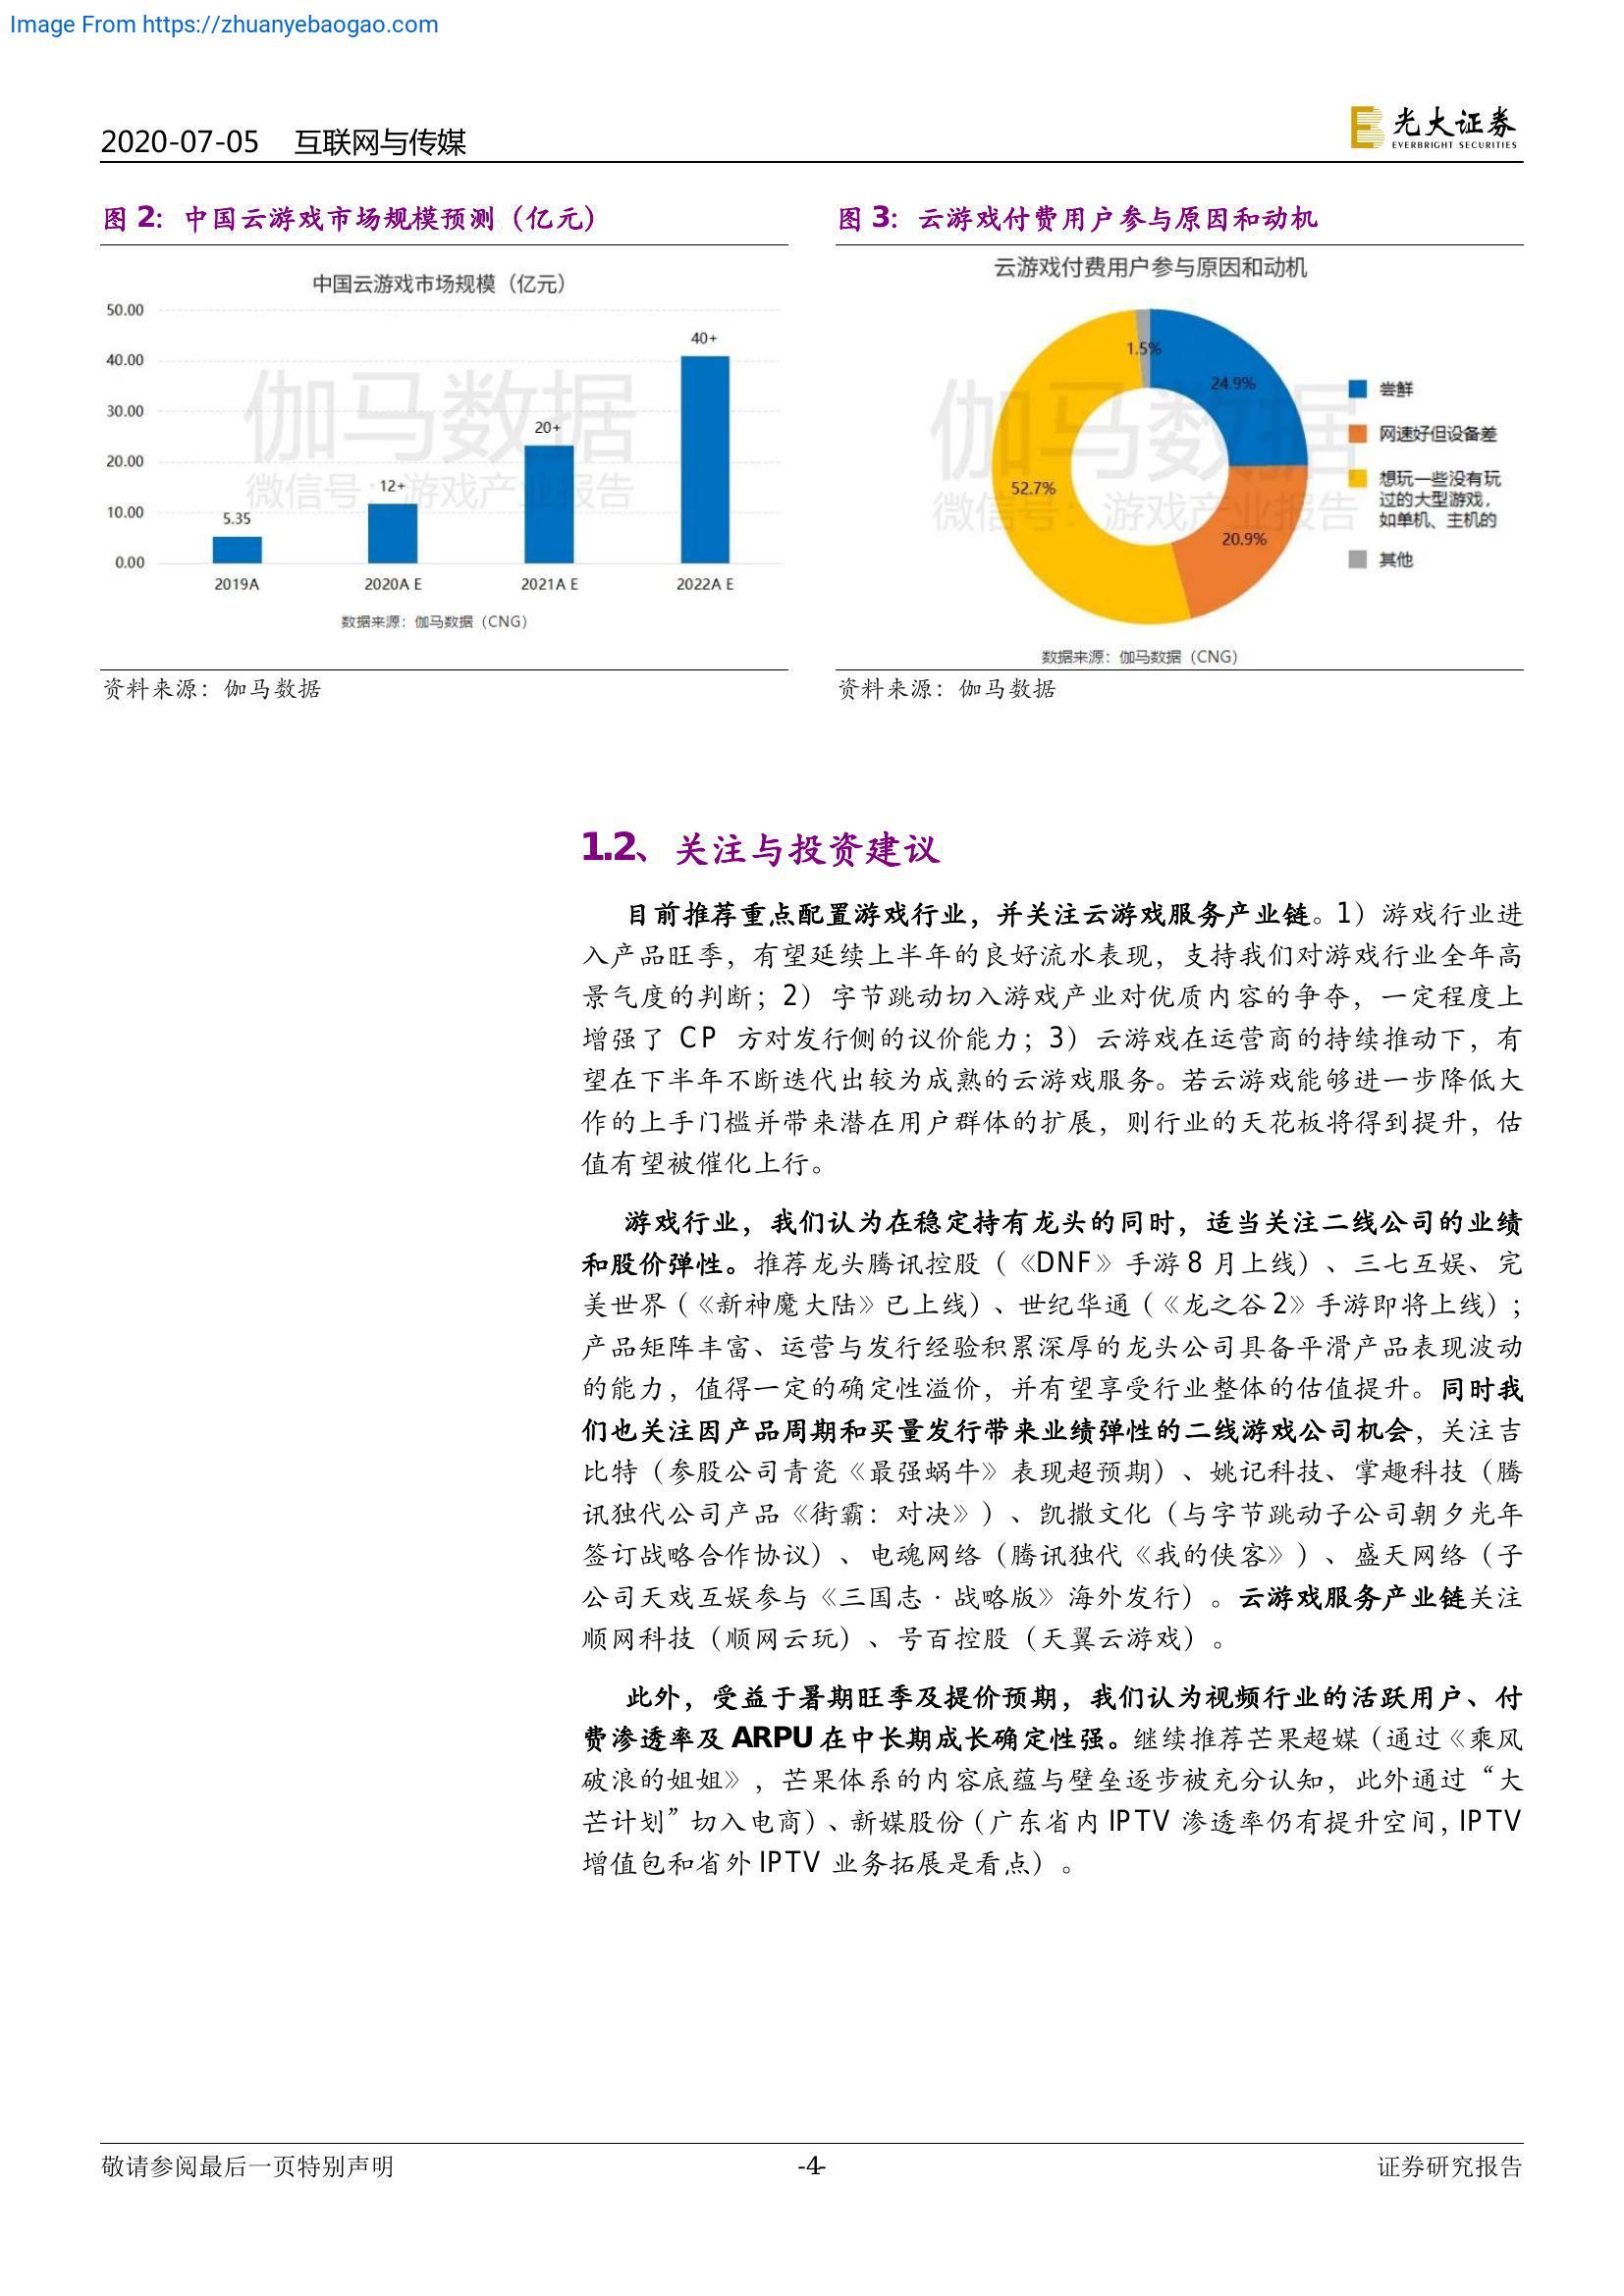 Image From https://zhuanyebaogao.com
2020-07-05 互联网与传媒
光大证券
EVERBRIGHT SECURITIES
图 2：中国云游戏市场规模预测（亿元）
中国云游戏市场规模（亿元）
50.00
40.00
30.00
20.00
10.00
0.00
5.35
12+
20+
40+
2019A
2020A E
2021A E
2022A E
伽马数据
微信号：游戏产业报告
数据来源：伽马数据（CNG）
资料来源：伽马数据
图 3：云游戏付费用户参与原因和动机
云游戏付费用户参与原因和动机
1.5%
24.9%
52.7%
20.9%
伽马数据
微信号：游戏产业报告
尝鲜
网速好但设备差
想玩一些没有玩
过的大型游戏，
如单机、主机的
其他
数据来源：伽马数据（CNG）
资料来源：伽马数据
1.2、关注与投资建议
目前推荐重点配置游戏行业，并关注云游戏服务产业链。1）游戏行业进
入产品旺季，有望延续上半年的良好流水表现，支持我们对游戏行业全年高
景气度的判断；2）字节跳动切入游戏产业对优质内容的争夺，一定程度上
增强了 CP 方对发行侧的议价能力；3）云游戏在运营商的持续推动下，有
望在下半年不断迭代出较为成熟的云游戏服务。若云游戏能够进一步降低大
作的上手门槛并带来潜在用户群体的扩展，则行业的天花板将得到提升，估
值有望被催化上行。
游戏行业，我们认为在稳定持有龙头的同时，适当关注二线公司的业绩
和股价弹性。推荐龙头腾讯控股（《DNF》手游 8 月上线）、三七互娱、完
美世界（《新神魔大陆》已上线）、世纪华通（《龙之谷 2》手游即将上线）；
产品矩阵丰富、运营与发行经验积累深厚的龙头公司具备平滑产品表现波动
的能力，值得一定的确定性溢价，并有望享受行业整体的估值提升。同时我
们也关注因产品周期和买量发行带来业绩弹性的二线游戏公司机会，关注吉
比特（参股公司青瓷《最强蜗牛》表现超预期）、姚记科技、掌趣科技（腾
讯独代公司产品《街霸：对决》）、凯撒文化（与字节跳动子公司朝夕光年
签订战略合作协议）、电魂网络（腾讯独代《我的侠客》）、盛天网络（子
公司天戏互娱参与《三国志·战略版》海外发行）。云游戏服务产业链关注
顺网科技（顺网云玩）、号百控股（天翼云游戏）。
此外，受益于暑期旺季及提价预期，我们认为视频行业的活跃用户、付
费渗透率及 ARPU 在中长期成长确定性强。继续推荐芒果超媒（通过《乘风
破浪的姐姐》，芒果体系的内容底蕴与壁垒逐步被充分认知，此外通过“大
芒计划”切入电商）、新媒股份（广东省内 IPTV 渗透率仍有提升空间，IPTV
增值包和省外 IPTV 业务拓展是看点）。
敬请参阅最后一页特别声明
-4-
证券研究报告